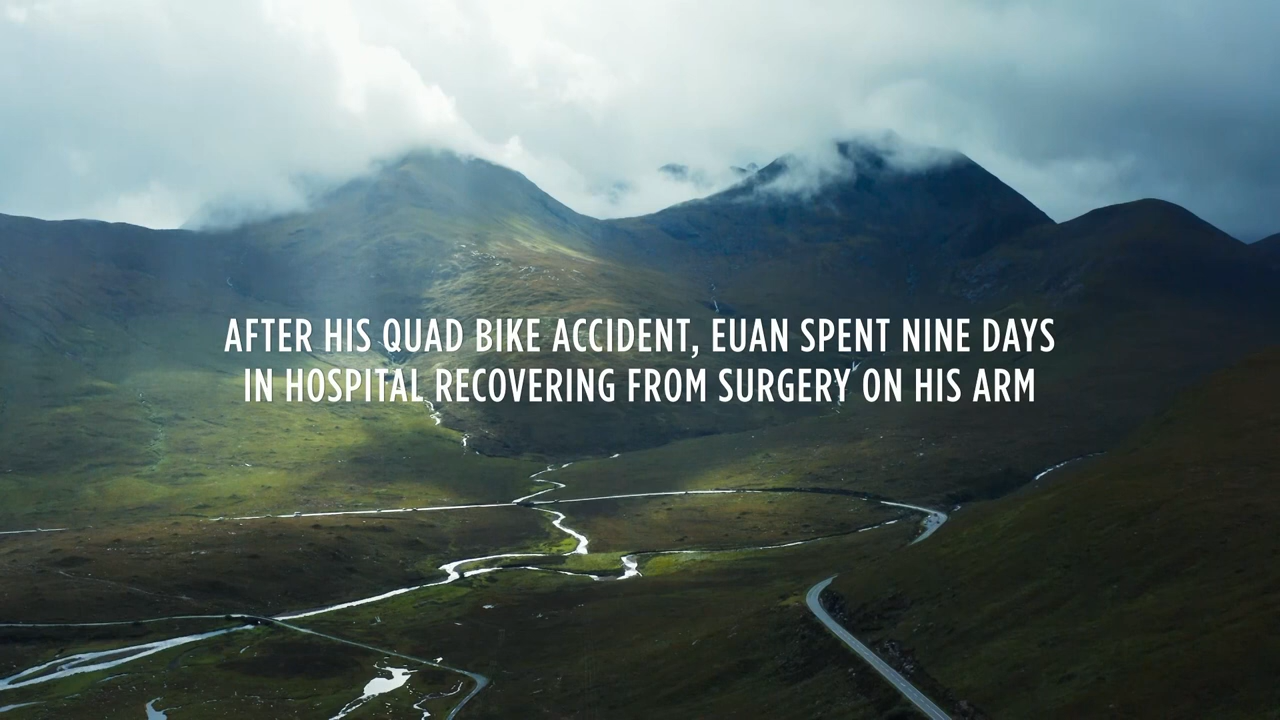 AFTER HIS QUAD BIKE ACCIDENT, EUAN SPENT NINE DAYS
IN HOSPITAL RECOVERING FROM SURGERY ON HIS ARM